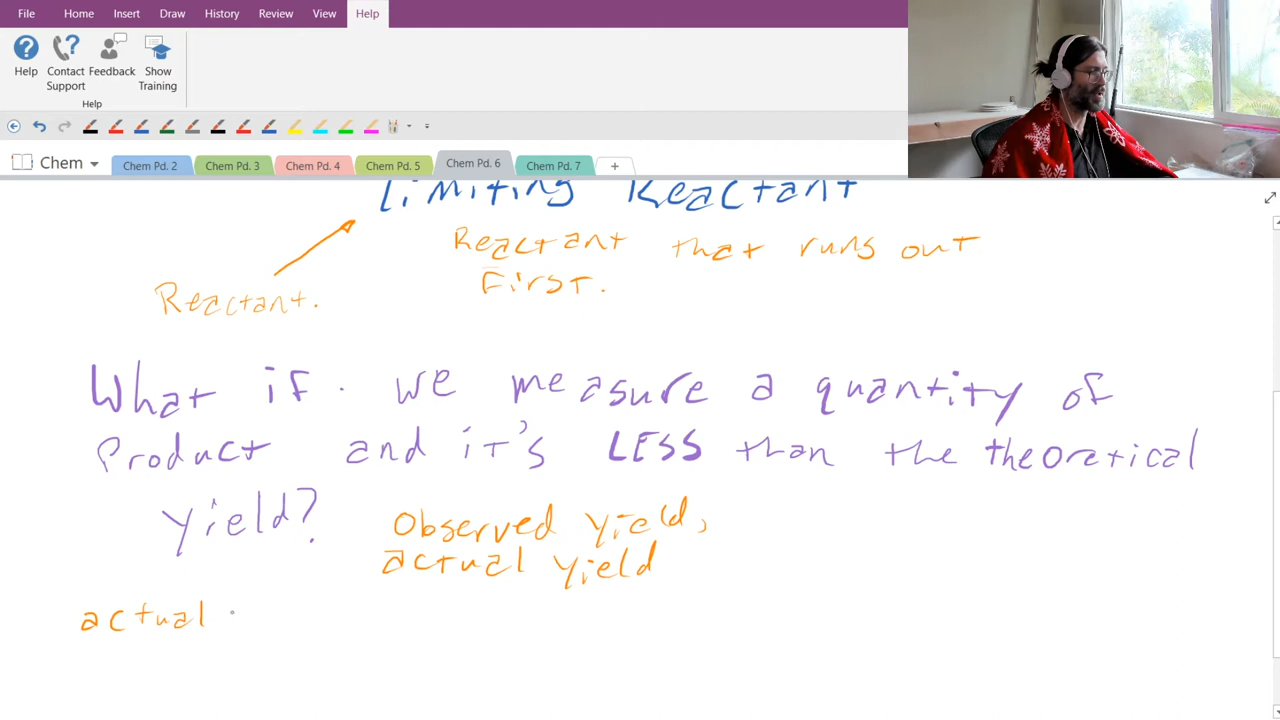 File Home Insert Draw History Review View Help
Help Contact Support Feedback Show Training
Help
Chem Chem Pd. 2 Chem Pd. 3 Chem Pd. 4 Chem Pd. 5 Chem Pd. 6 Chem Pd. 7 +
Limiting Reactant
Reactant that runs out
First.
Reactant.
What if we measure a quantity of
Product and it's LESS than the theoretical
yield?
Observed yield,
actual yield
actual